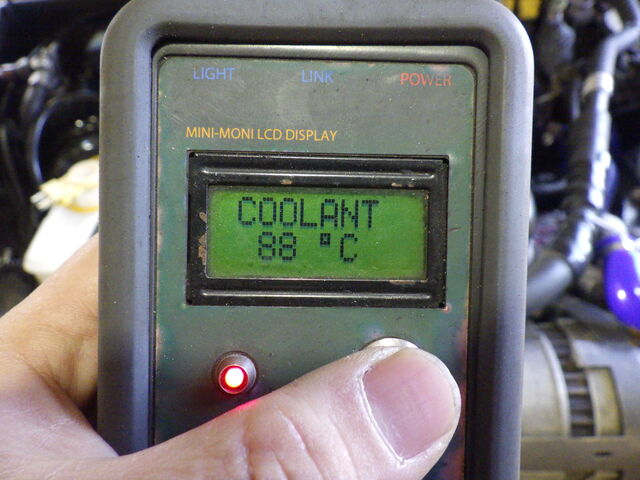 LIGHT LINK POWER
MINI-MONI LCD DISPLAY
COOLANT
88 °C